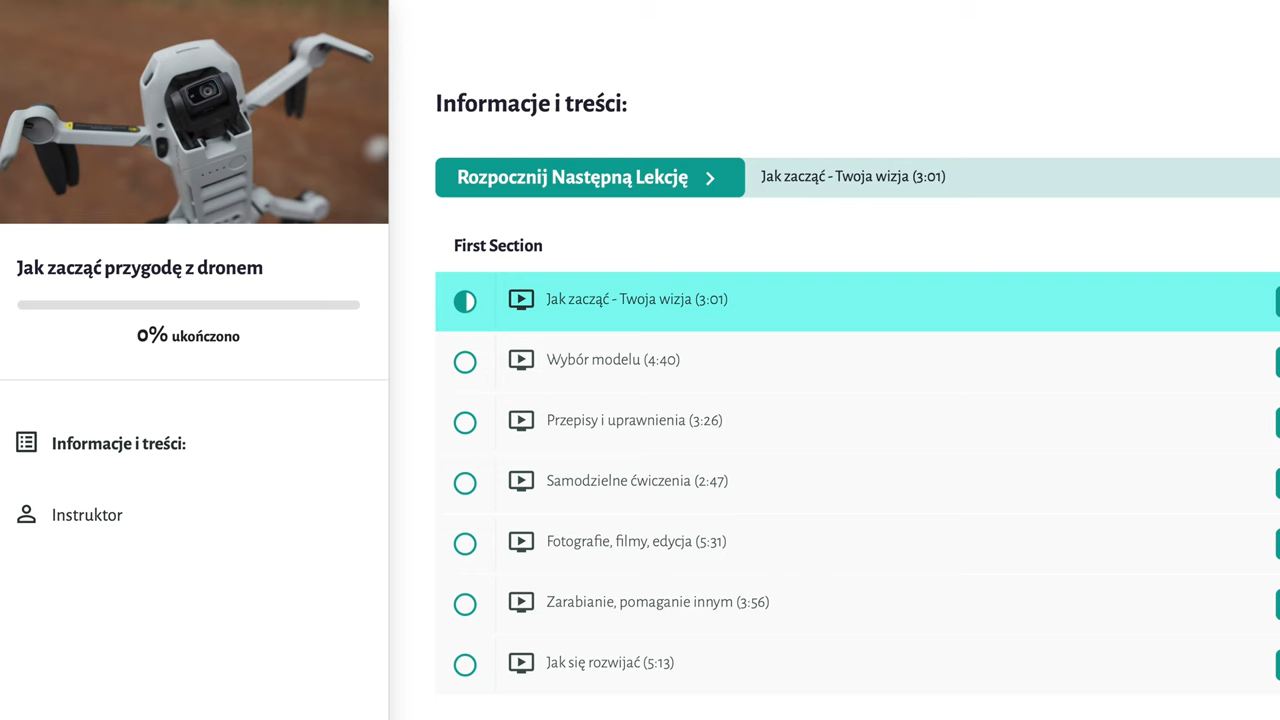 Jak zacząć przygodę z dronem
0% ukończono
Informacje i treści:
Instruktor
Informacje i treści:
Rozpocznij Następną Lekcję
Jak zacząć - Twoja wizja (3:01)
First Section
Jak zacząć - Twoja wizja (3:01)
Wybór modelu (4:40)
Przepisy i uprawnienia (3:26)
Samodzielne ćwiczenia (2:47)
Fotografie, filmy, edycja (5:31)
Zarabianie, pomaganie innym (3:56)
Jak się rozwijać (5:13)